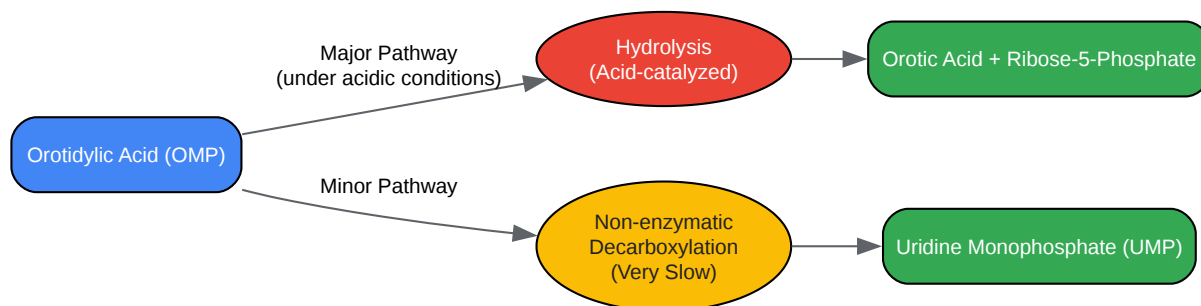 Major Pathway
(under acidic conditions)
Hydrolysis
(Acid-catalyzed)
Orotic Acid + Ribose-5-Phosphate
Orotidylic Acid (OMP)
Minor Pathway
Non-enzymatic
Decarboxylation
(Very Slow)
Uridine Monophosphate (UMP)